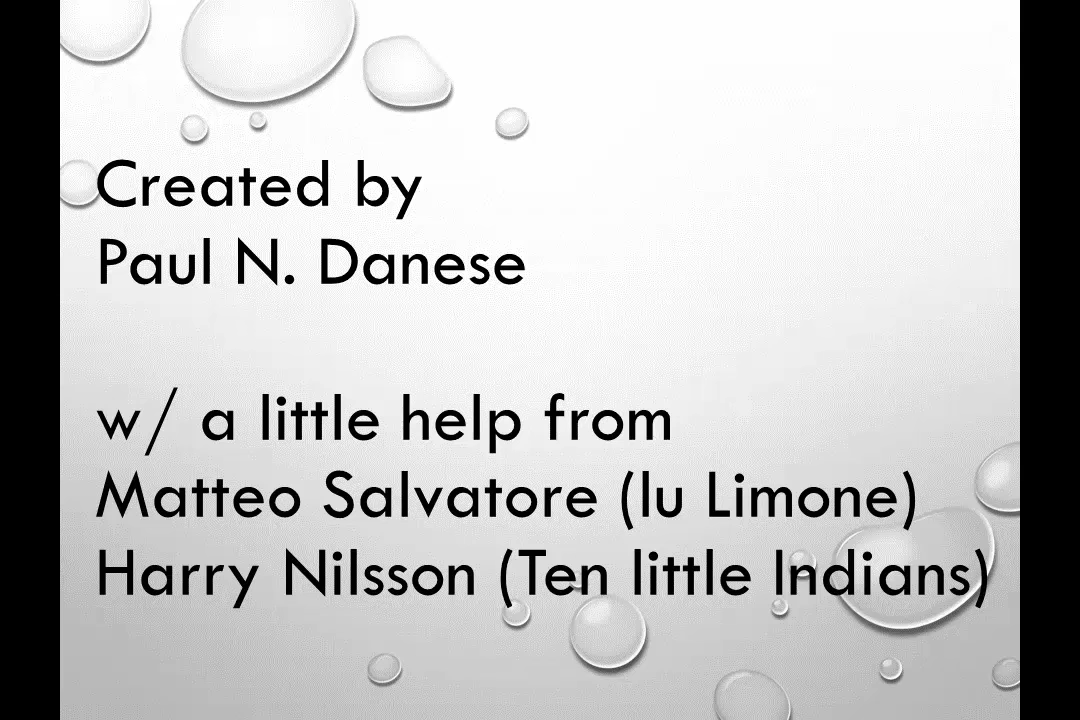 Created by
Paul N. Danese
w/ a little help from
Matteo Salvatore (lu Limone)
Harry Nilsson (Ten little Indians)